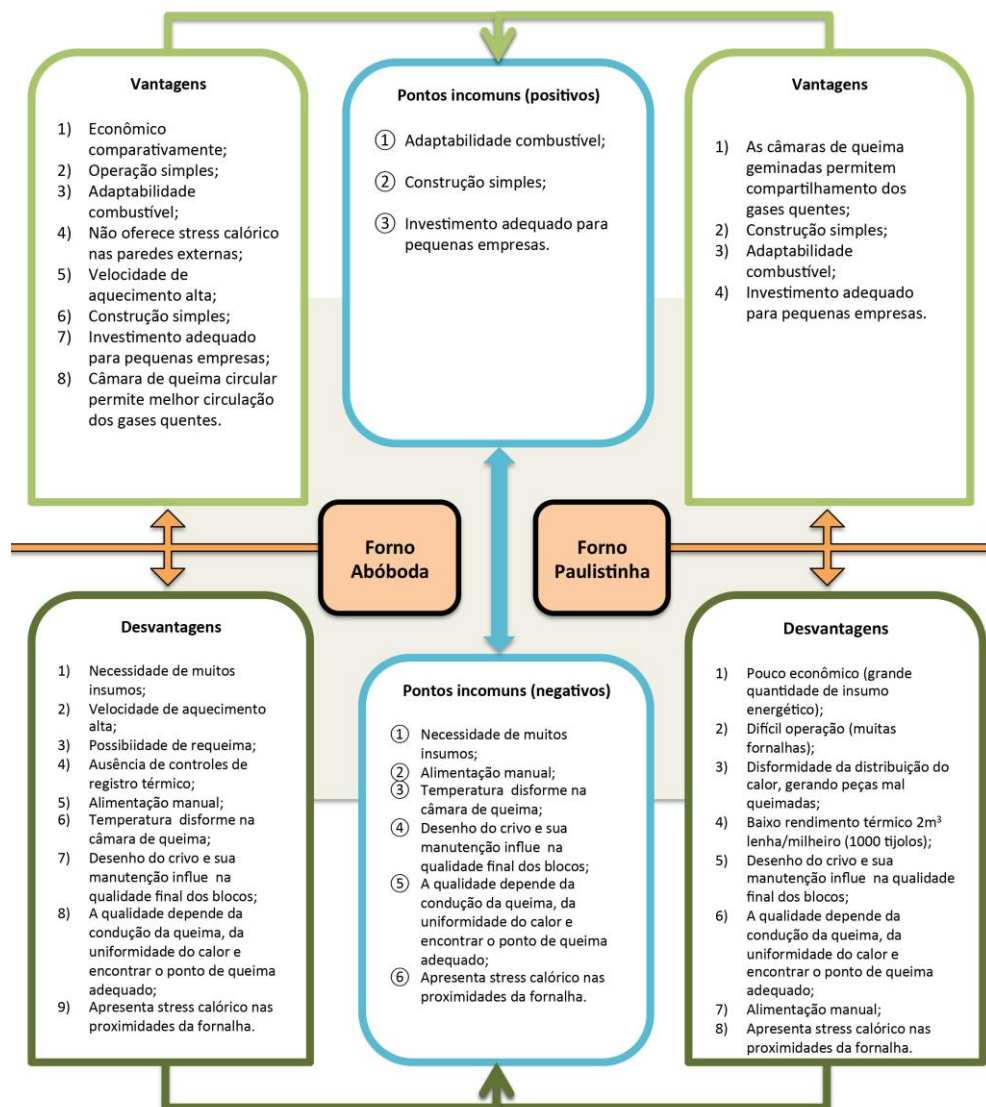 Vantagens
1) Econômico
comparativamente;
2) Operação simples;
3) Adaptabilidade
combustível;
4) Não oferece stress calórico
nas paredes externas;
5) Velocidade de
aquecimento alta;
6) Construção simples;
7) Investimento adequado
para pequenas empresas;
8) Câmara de queima circular
permite melhor circulação
dos gases quentes.
Pontos incomuns (positivos)
① Adaptabilidade combustível;
② Construção simples;
③ Investimento adequado para
pequenas empresas.
Vantagens
1) As câmaras de queima
geminadas permitem
compartilhamento dos
gases quentes;
2) Construção simples;
3) Adaptabilidade
combustível;
4) Investimento adequado
para pequenas empresas.
Forno
Abóboda
Forno
Paulistinha
Desvantagens
1) Necessidade de muitos
insumos;
2) Velocidade de aquecimento
alta;
3) Possibiidade de requeima;
4) Ausência de controles de
registro térmico;
5) Alimentação manual;
6) Temperatura disforme na
câmara de queima;
7) Desenho do crivo e sua
manutenção influe na
qualidade final dos blocos;
8) A qualidade depende da
condução da queima, da
uniformidade do calor e
encontrar o ponto de queima
adequado;
9) Apresenta stress calórico nas
proximidades da fornalha.
Pontos incomuns (negativos)
① Necessidade de muitos
insumos;
② Alimentação manual;
③ Temperatura disforme na
câmara de queima;
④ Desenho do crivo e sua
manutenção influe na
qualidade final dos blocos;
⑤ A qualidade depende da
condução da queima, da
uniformidade do calor e
encontrar o ponto de queima
adequado;
⑥ Apresenta stress calórico nas
proximidades da fornalha.
Desvantagens
1) Pouco econômico (grande
quantidade de insumo
energético);
2) Difícil operação (muitas
fornalhas);
3) Disformidade da distribuição do
calor, gerando peças mal
queimadas;
4) Baixo rendimento térmico 2m³
lenha/milheiro (1000 tijolos);
5) Desenho do crivo e sua
manutenção influe na qualidade
final dos blocos;
6) A qualidade depende da
condução da queima, da
uniformidade do calor e
encontrar o ponto de queima
adequado;
7) Alimentação manual;
8) Apresenta stress calórico nas
proximidades da fornalha.